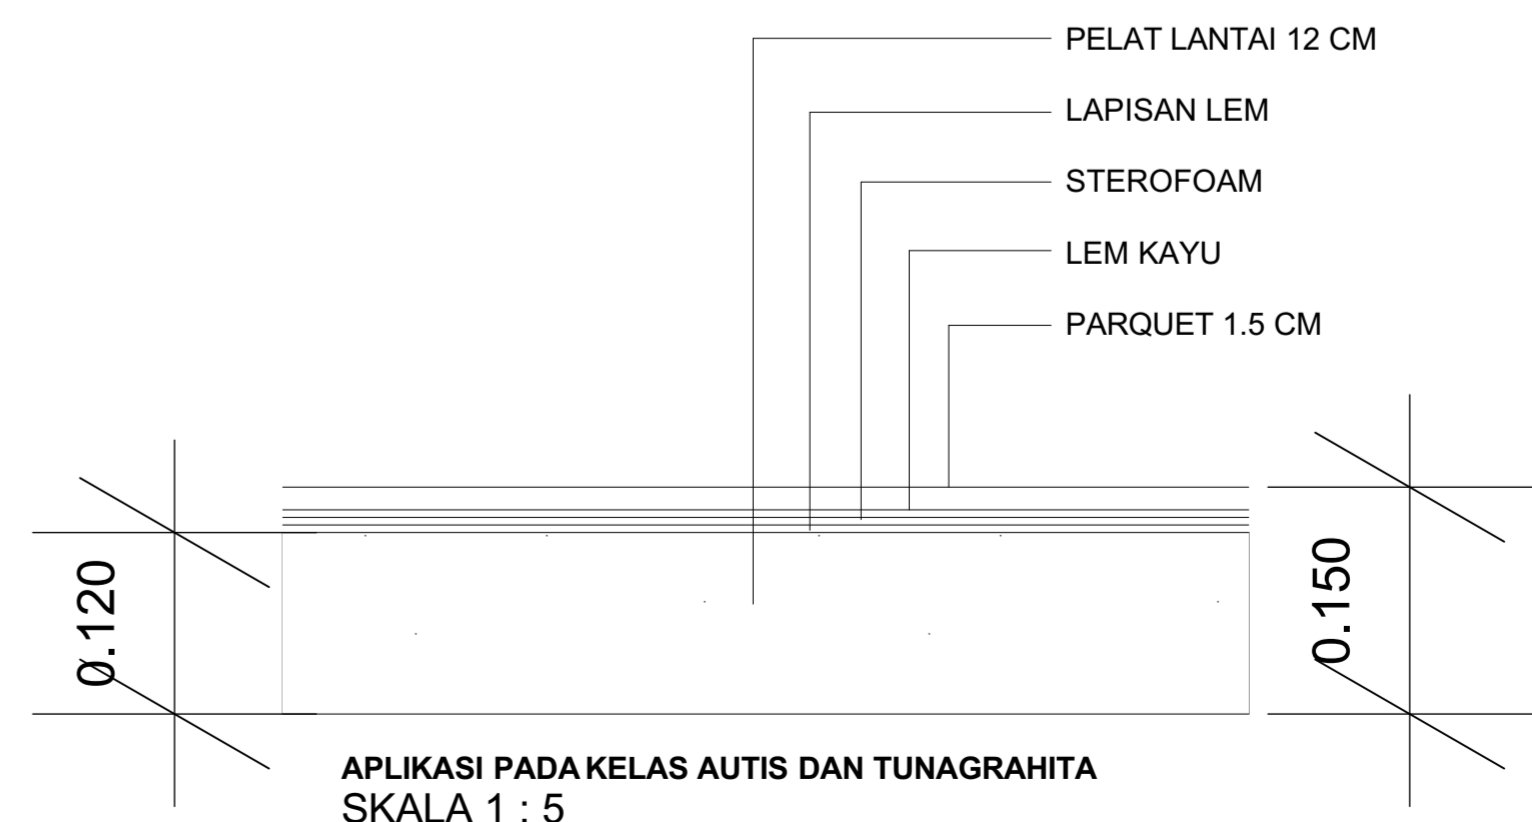 PELAT LANTAI 12 CM
LAPISAN LEM
STEROFOAM
LEM KAYU
PARQUET 1.5 CM
0.120
0.150
APLIKASI PADA KELAS AUTIS DAN TUNAGRAHITA
SKALA 1 : 5